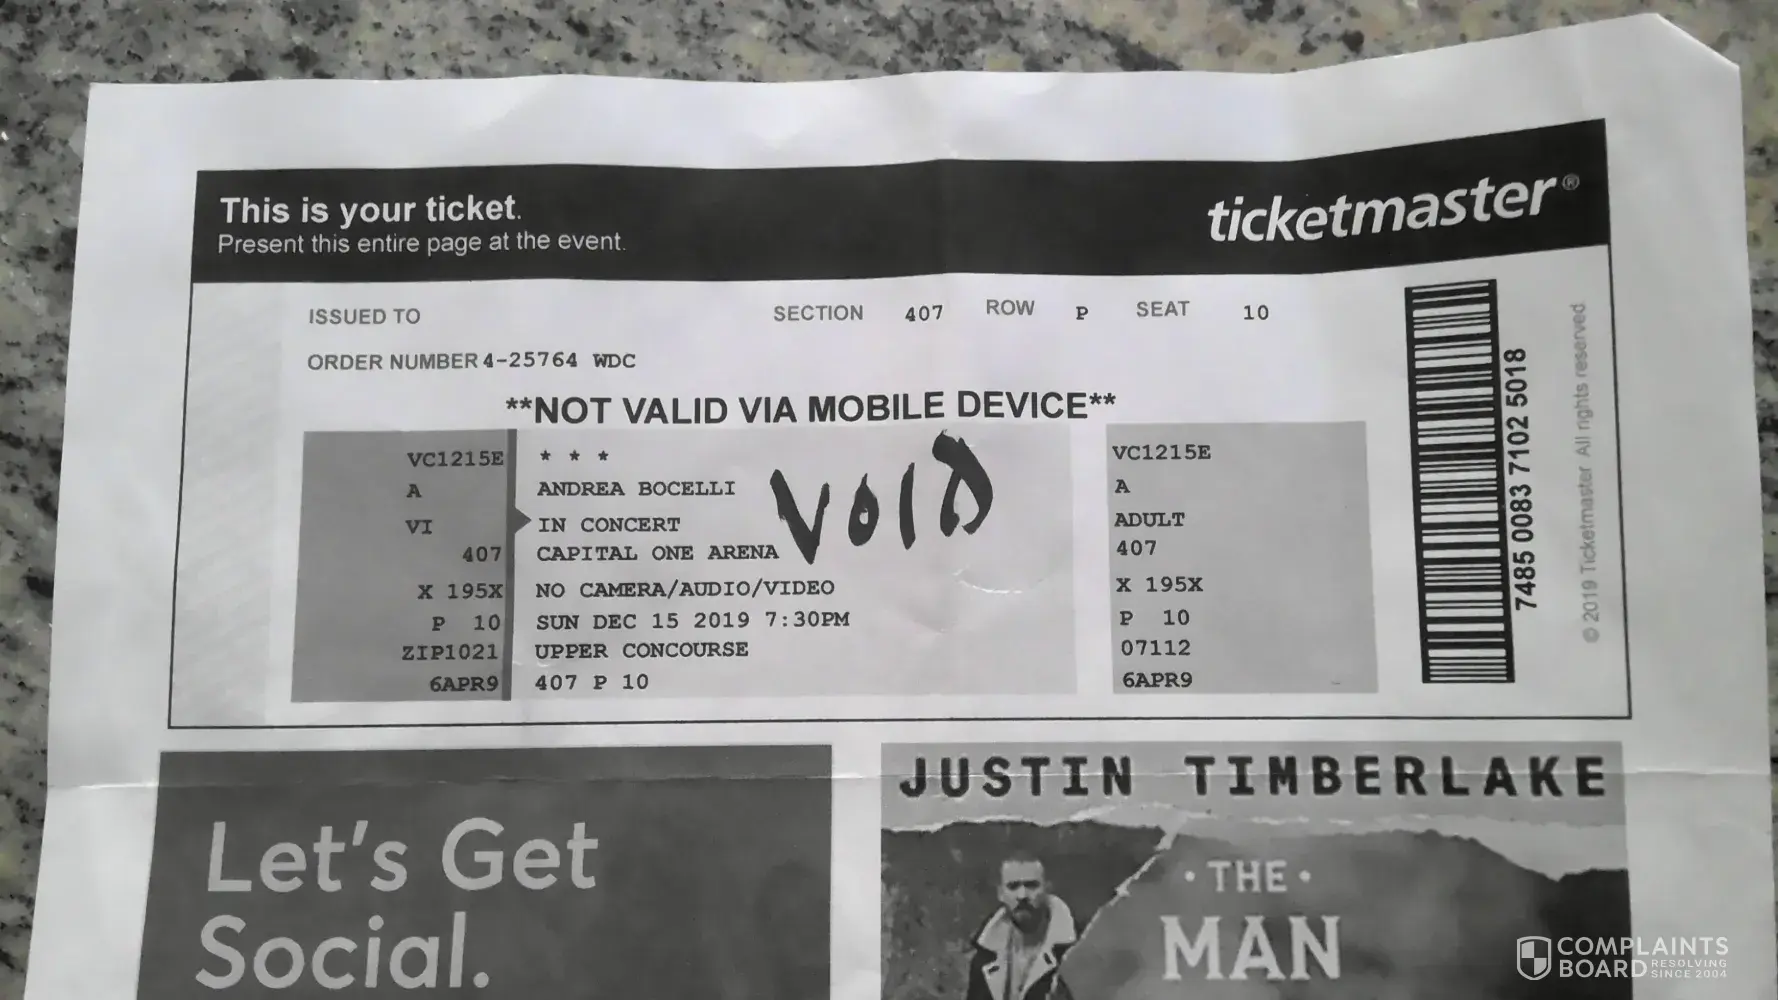 This is your ticket.
Present this entire page at the event.
ticketmaster®
ISSUED TO
SECTION 407 ROW P SEAT 10
ORDER NUMBER 4-25764 WDC
**NOT VALID VIA MOBILE DEVICE**
VC1215E
A
VI
407
X 195X
P 10
ZIP1021
6APR9
* * *
ANDREA BOCELLI
IN CONCERT
CAPITAL ONE ARENA
NO CAMERA/AUDIO/VIDEO
SUN DEC 15 2019 7:30PM
UPPER CONCOURSE
407 P 10
VOID
VC1215E
A
ADULT
407
X 195X
P 10
07112
6APR9
7485 0083 7102 5018
© 2019 Ticketmaster All rights reserved
Let's Get
Social.
JUSTIN TIMBERLAKE
· THE ·
MAN
COMPLAINTS
BOARD RESOLVING
SINCE 2004